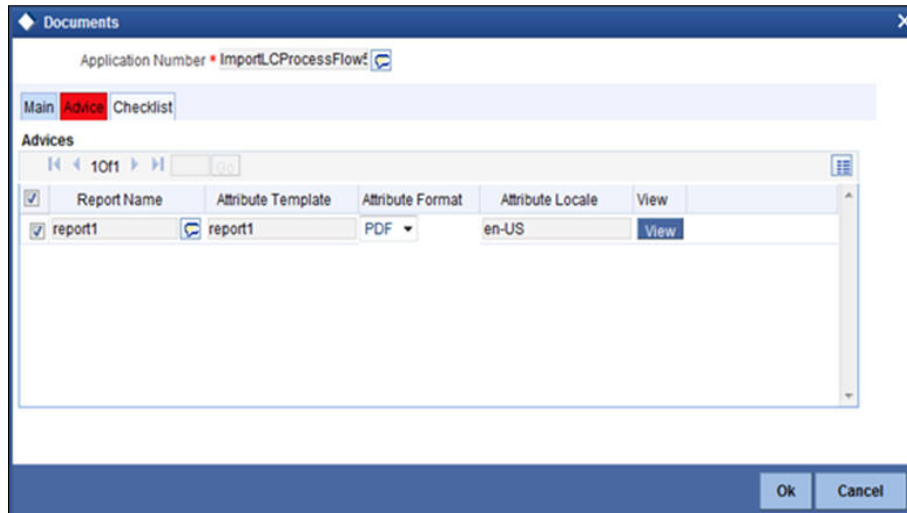 Documents
Application Number * ImportLCProcessFlow
Main Advice Checklist
Advices
1Of1 Go
Report Name Attribute Template Attribute Format Attribute Locale View
report1 report1 PDF en-US View
Ok Cancel